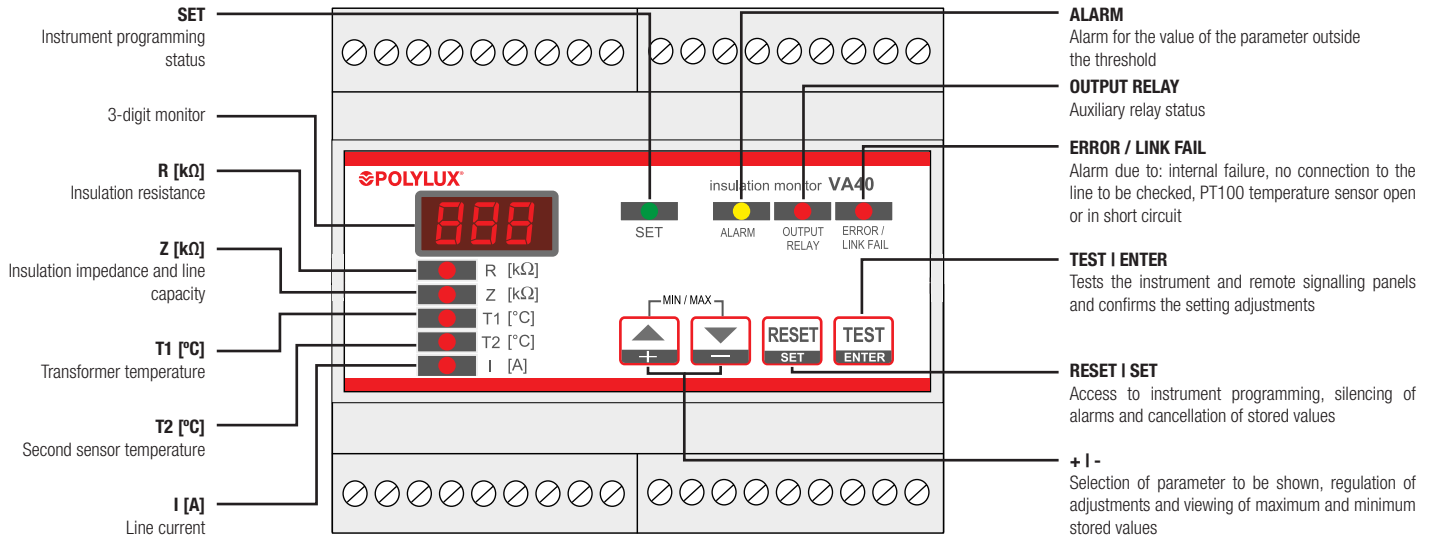 SET
Instrument programming
status
3-digit monitor
R [kΩ]
Insulation resistance
Z [kΩ]
Insulation impedance and line
capacity
T1 [ºC]
Transformer temperature
T2 [ºC]
Second sensor temperature
I [A]
Line current
POLYLUX®
insulation monitor VA40
888
SET
ALARM
OUTPUT
RELAY
ERROR /
LINK FAIL
R [kΩ]
Z [kΩ]
T1 [°C]
T2 [°C]
I [A]
MIN / MAX
+
−
RESET
SET
TEST
ENTER
ALARM
Alarm for the value of the parameter outside
the threshold
OUTPUT RELAY
Auxiliary relay status
ERROR / LINK FAIL
Alarm due to: internal failure, no connection to the
line to be checked, PT100 temperature sensor open
or in short circuit
TEST I ENTER
Tests the instrument and remote signalling panels
and confirms the setting adjustments
RESET I SET
Access to instrument programming, silencing of
alarms and cancellation of stored values
+ I -
Selection of parameter to be shown, regulation of
adjustments and viewing of maximum and minimum
stored values